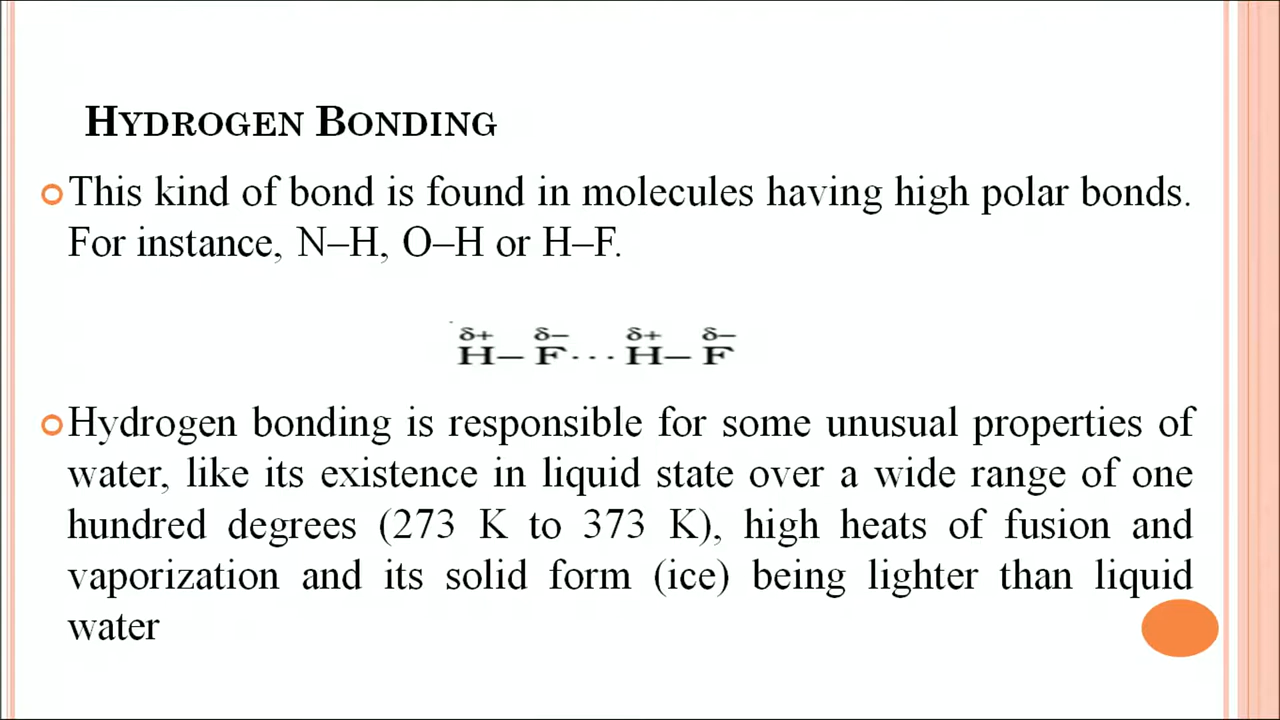 HYDROGEN BONDING
This kind of bond is found in molecules having high polar bonds.
For instance, N–H, O–H or H–F.
δ+ δ– δ+ δ–
H– F··· H– F
Hydrogen bonding is responsible for some unusual properties of
water, like its existence in liquid state over a wide range of one
hundred degrees (273 K to 373 K), high heats of fusion and
vaporization and its solid form (ice) being lighter than liquid
water